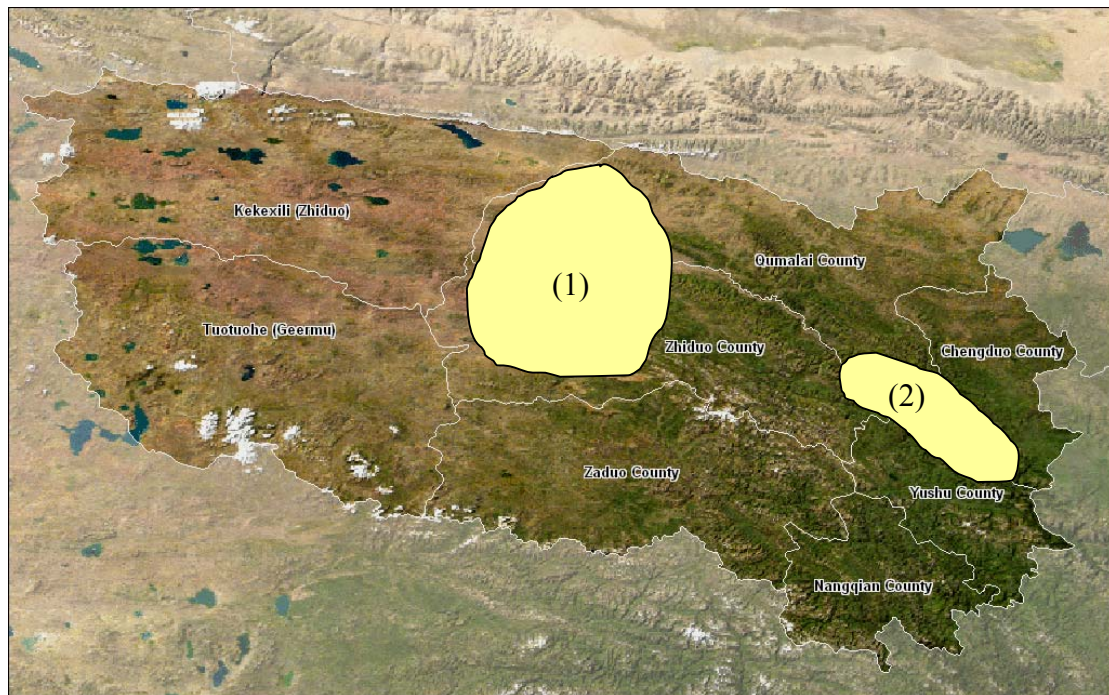 Kekexili (Zhiduo)
(1)
Qumalai County
Tuotuohe (Geermu)
Zhiduo County
Chengduo County
(2)
Zaduo County
Yushu County
Nangqian County